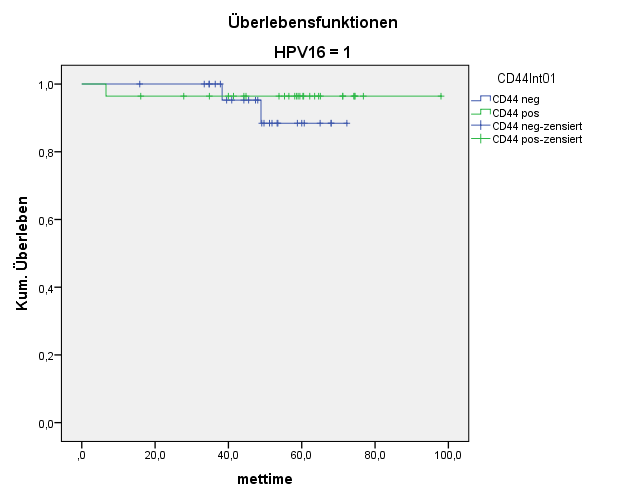 Überlebensfunktionen
HPV16 = 1
CD44Int01
CD44 neg
CD44 pos
CD44 neg-zensiert
CD44 pos-zensiert
Kum. Überleben
1,0
0,8
0,6
0,4
0,2
0,0
,0 20,0 40,0 60,0 80,0 100,0
mettime